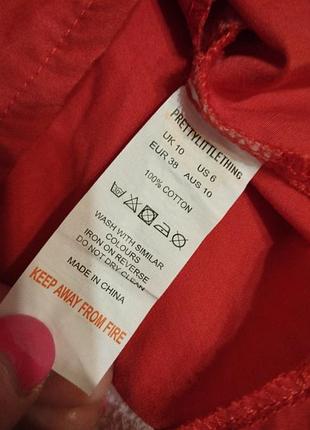 PRETTYLITTLETHING
UK 10 US 6
EUR 38 AUS 10
100% COTTON
WASH WITH SIMILAR
COLOURS
IRON ON REVERSE
DO NOT DRY CLEAN
MADE IN CHINA
KEEP AWAY FROM FIRE